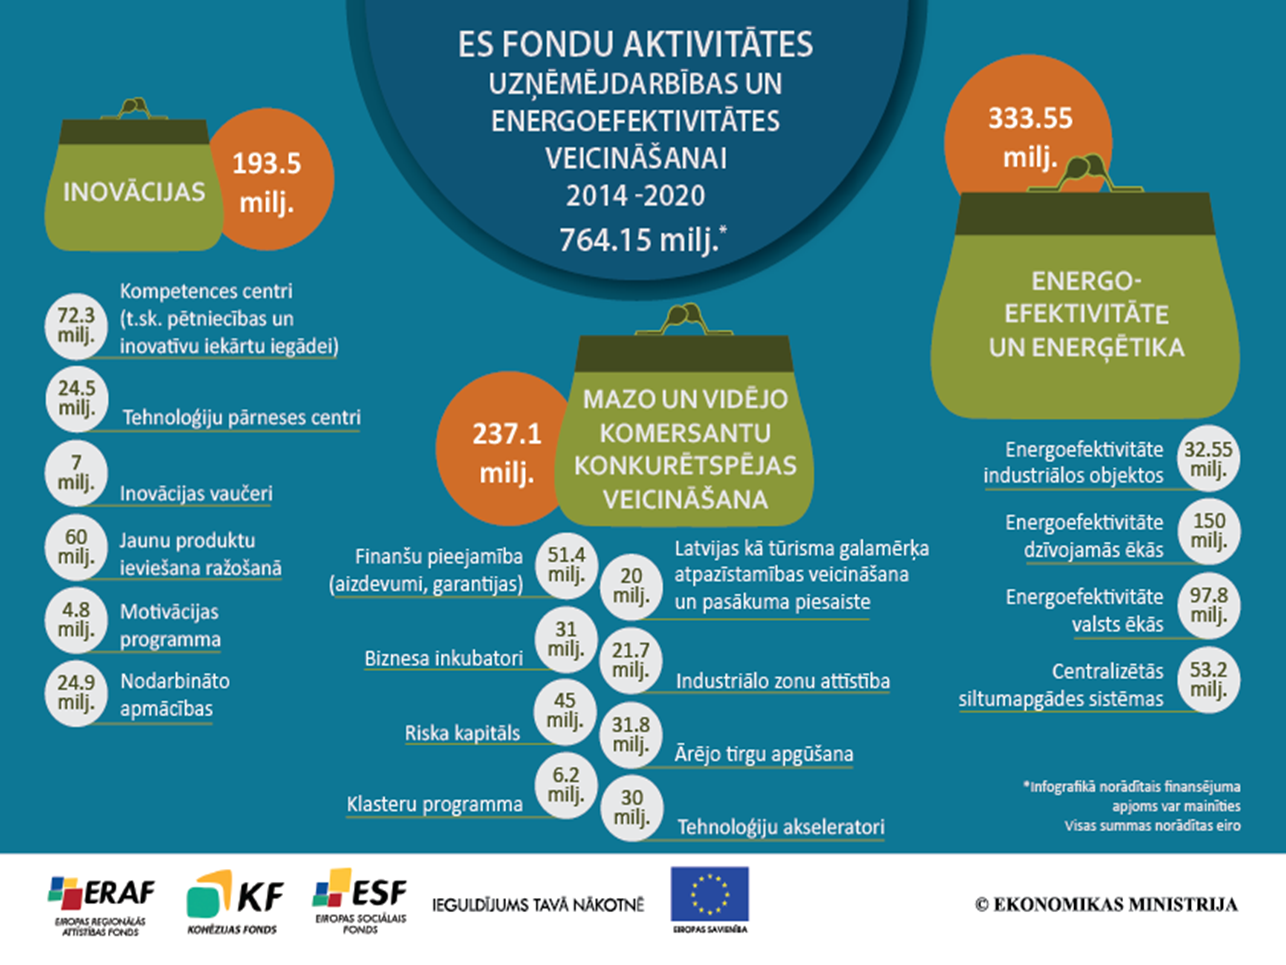 ES FONDU AKTIVITĀTES
UZŅĒMĒJDARBĪBAS UN
ENERGOEFEKTIVITĀTES
VEICINĀŠANAI
2014 -2020
764.15 milj.*
INOVĀCIJAS
193.5
milj.
72.3
milj.
Kompetences centri
(t.sk. pētniecības un
inovatīvu iekārtu iegādei)
24.5
milj.
Tehnoloģiju pārneses centri
7
milj.
Inovācijas vaučeri
60
milj.
Jaunu produktu
ieviešana ražošanā
4.8
milj.
Motivācijas
programma
24.9
milj.
Nodarbināto
apmācības
237.1
milj.
MAZO UN VIDĒJO
KOMERSANTU
KONKURĒTSPĒJAS
VEICINĀŠANA
Finanšu pieejamība
(aizdevumi, garantijas)
51.4
milj.
Biznesa inkubatori
31
milj.
Riska kapitāls
45
milj.
Klasteru programma
6.2
milj.
20
milj.
Latvijas kā tūrisma galamērķa
atpazīstamības veicināšana
un pasākuma piesaiste
21.7
milj.
Industriālo zonu attīstība
31.8
milj.
Ārējo tirgu apgūšana
30
milj.
Tehnoloģiju akseleratori
333.55
milj.
ENERGO-
EFEKTIVITĀTE
UN ENERĢĒTIKA
Energoefektivitāte
industriālos objektos
32.55
milj.
Energoefektivitāte
dzīvojamās ēkās
150
milj.
Energoefektivitāte
valsts ēkās
97.8
milj.
Centralizētās
siltumapgādes sistēmas
53.2
milj.
*Infografikā norādītais finansējuma
apjoms var mainīties
Visas summas norādītas eiro
ERAF
EIROPAS REĢIONĀLĀS
ATTĪSTĪBAS FONDS
KF
KOHĒZIJAS FONDS
ESF
EIROPAS SOCIĀLAIS
FONDS
IEGULDĪJUMS TAVĀ NĀKOTNĒ
EIROPAS SAVIENĪBA
© EKONOMIKAS MINISTRIJA